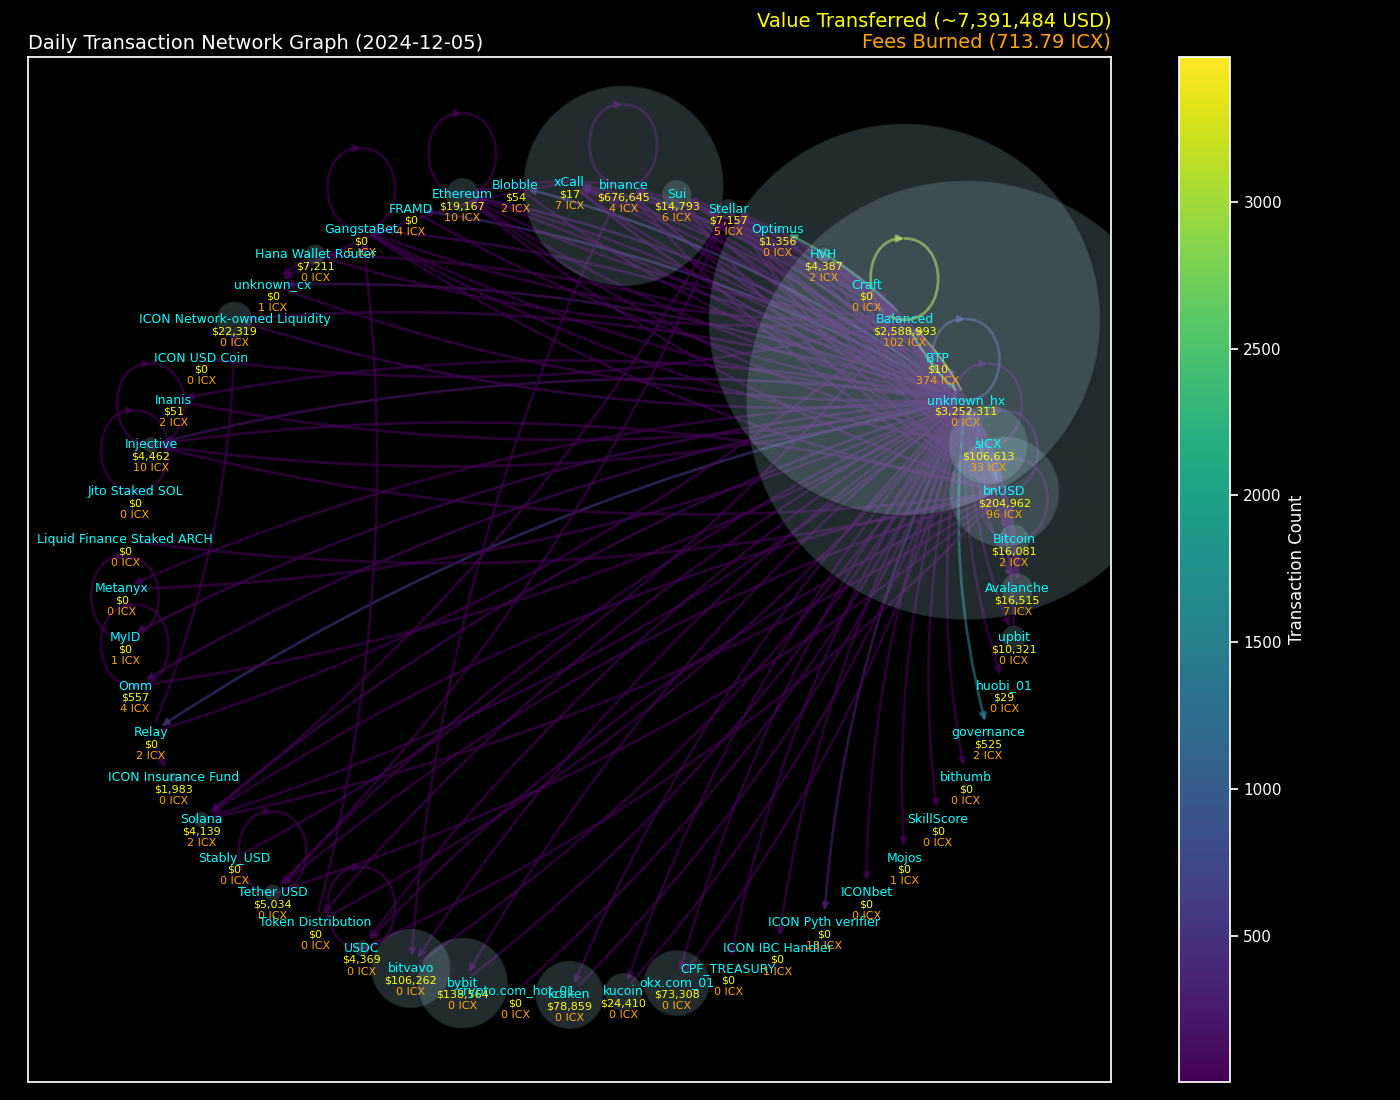 Value Transferred (~7,391,484 USD)
Daily Transaction Network Graph (2024-12-05)
Fees Burned (713.79 ICX)
Ethereum
$19,167
10 ICX
Blobble
$54
2 ICX
xCall
$17
7 ICX
binance
$676,645
4 ICX
Sui
$14,793
6 ICX
Stellar
$7,157
5 ICX
FRAMD
$0
4 ICX
Optimus
$1,356
0 ICX
GangstaBet
$0
5 ICX
HVH
$4,387
2 ICX
Hana Wallet Router
$7,211
0 ICX
Craft
$0
0 ICX
unknown_cx
$0
1 ICX
Balanced
$2,588,993
102 ICX
ICON Network-owned Liquidity
$22,319
0 ICX
BTP
$10
374 ICX
ICON USD Coin
$0
0 ICX
unknown_hx
$3,252,311
0 ICX
Inanis
$51
2 ICX
sICX
$106,613
33 ICX
Injective
$4,462
10 ICX
bnUSD
$204,962
96 ICX
Jito Staked SOL
$0
0 ICX
Bitcoin
$16,081
2 ICX
Liquid Finance Staked ARCH
$0
0 ICX
Avalanche
$16,515
7 ICX
Metanyx
$0
0 ICX
upbit
$10,321
0 ICX
MyID
$0
1 ICX
huobi_01
$29
0 ICX
Omm
$557
4 ICX
governance
$525
2 ICX
Relay
$0
2 ICX
bithumb
$0
0 ICX
ICON Insurance Fund
$1,983
0 ICX
SkillScore
$0
0 ICX
Solana
$4,139
2 ICX
Mojos
$0
1 ICX
Stably_USD
$0
0 ICX
ICONbet
$0
0 ICX
Tether USD
$5,034
0 ICX
ICON Pyth verifier
$0
Token Distribution
$0
0 ICX
ICON IBC Handler
$0
1 ICX
USDC
$4,369
0 ICX
CPF_TREASURY
$0
0 ICX
bitvavo
$106,262
0 ICX
bybit
$138,564
0 ICX
crypto.com_hot_01
$0
0 ICX
kraken
$78,859
0 ICX
kucoin
$24,410
0 ICX
okx.com_01
$73,308
0 ICX
3000
2500
2000
1500
1000
500
Transaction Count